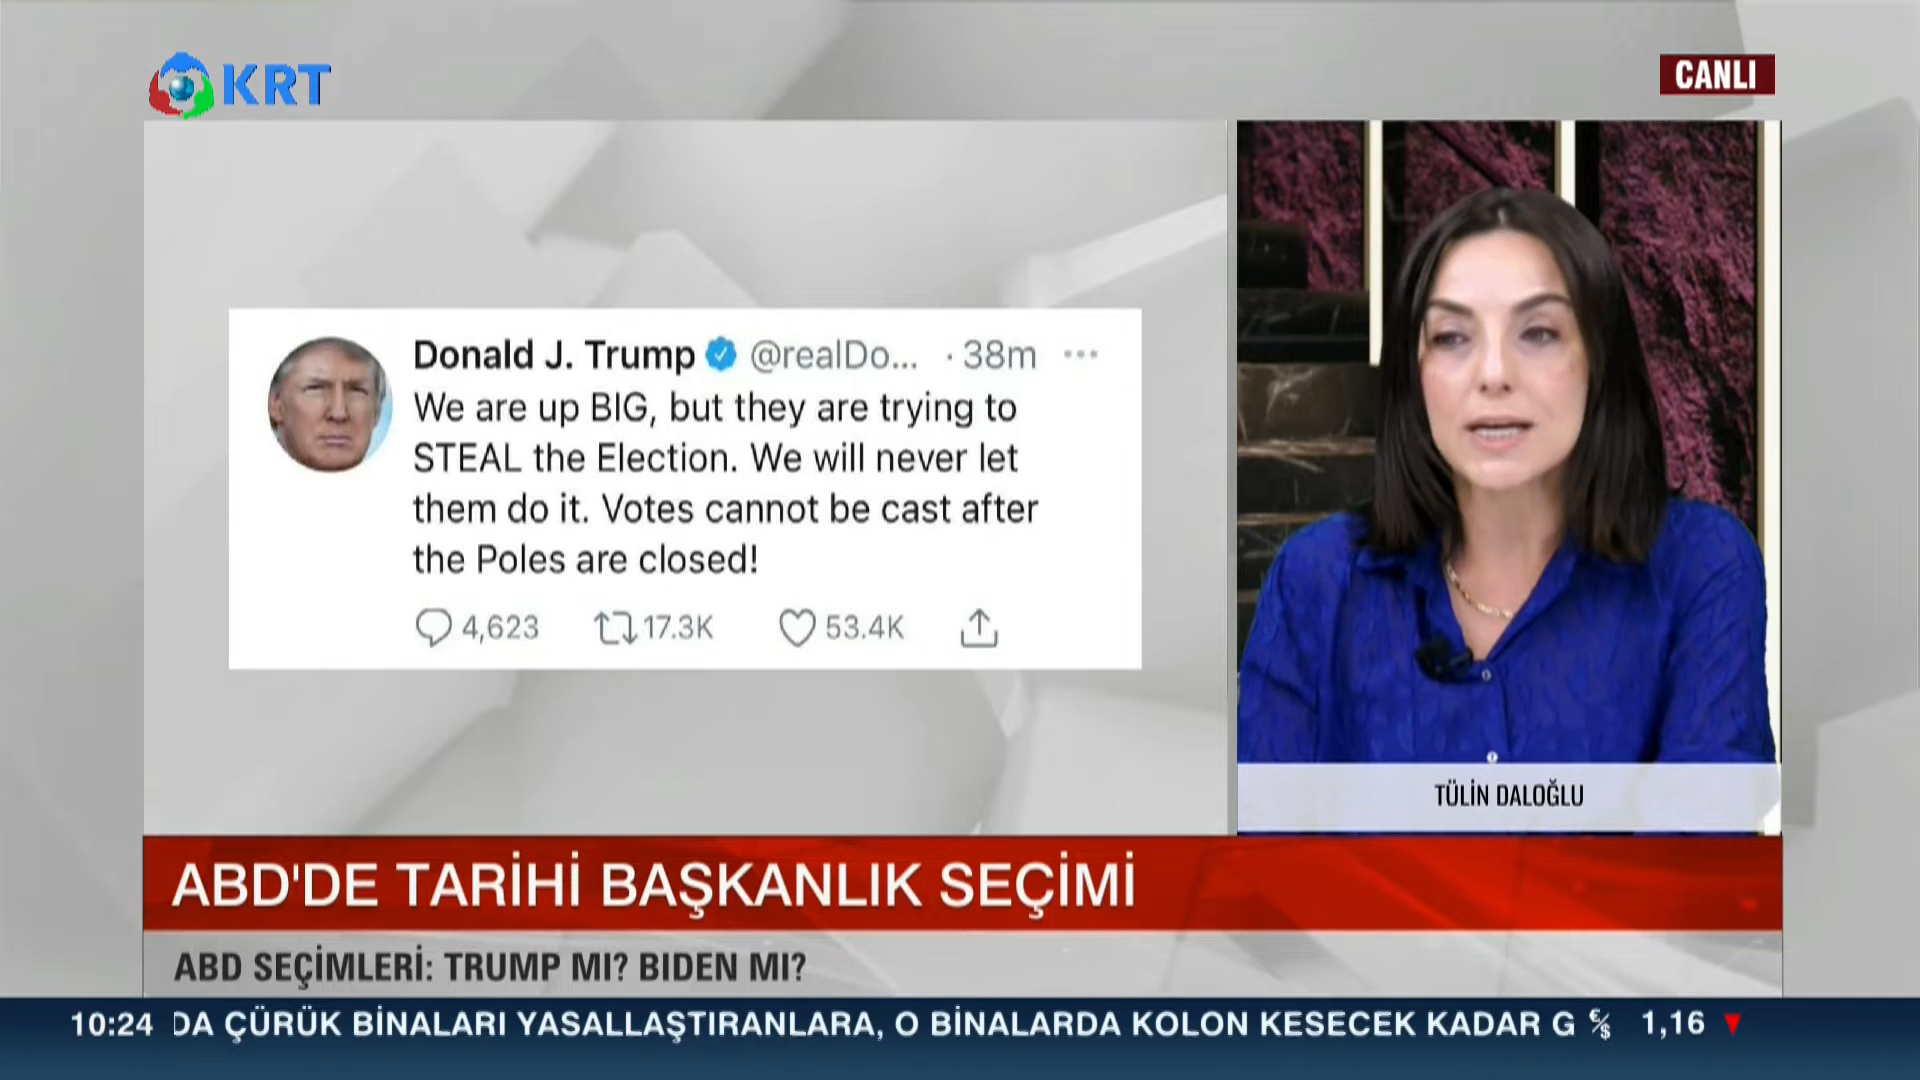 KRT
CANLI
Donald J. Trump @realDo... · 38m ...
We are up BIG, but they are trying to
STEAL the Election. We will never let
them do it. Votes cannot be cast after
the Poles are closed!
4,623 17.3K 53.4K
TÜLİN DALOĞLU
ABD'DE TARİHİ BAŞKANLIK SEÇİMİ
ABD SEÇİMLERİ: TRUMP MI? BIDEN MI?
10:24 DA ÇÜRÜK BİNALARI YASALLAŞTIRANLARA, O BİNALARDA KOLON KESECEK KADAR G €/$ 1,16